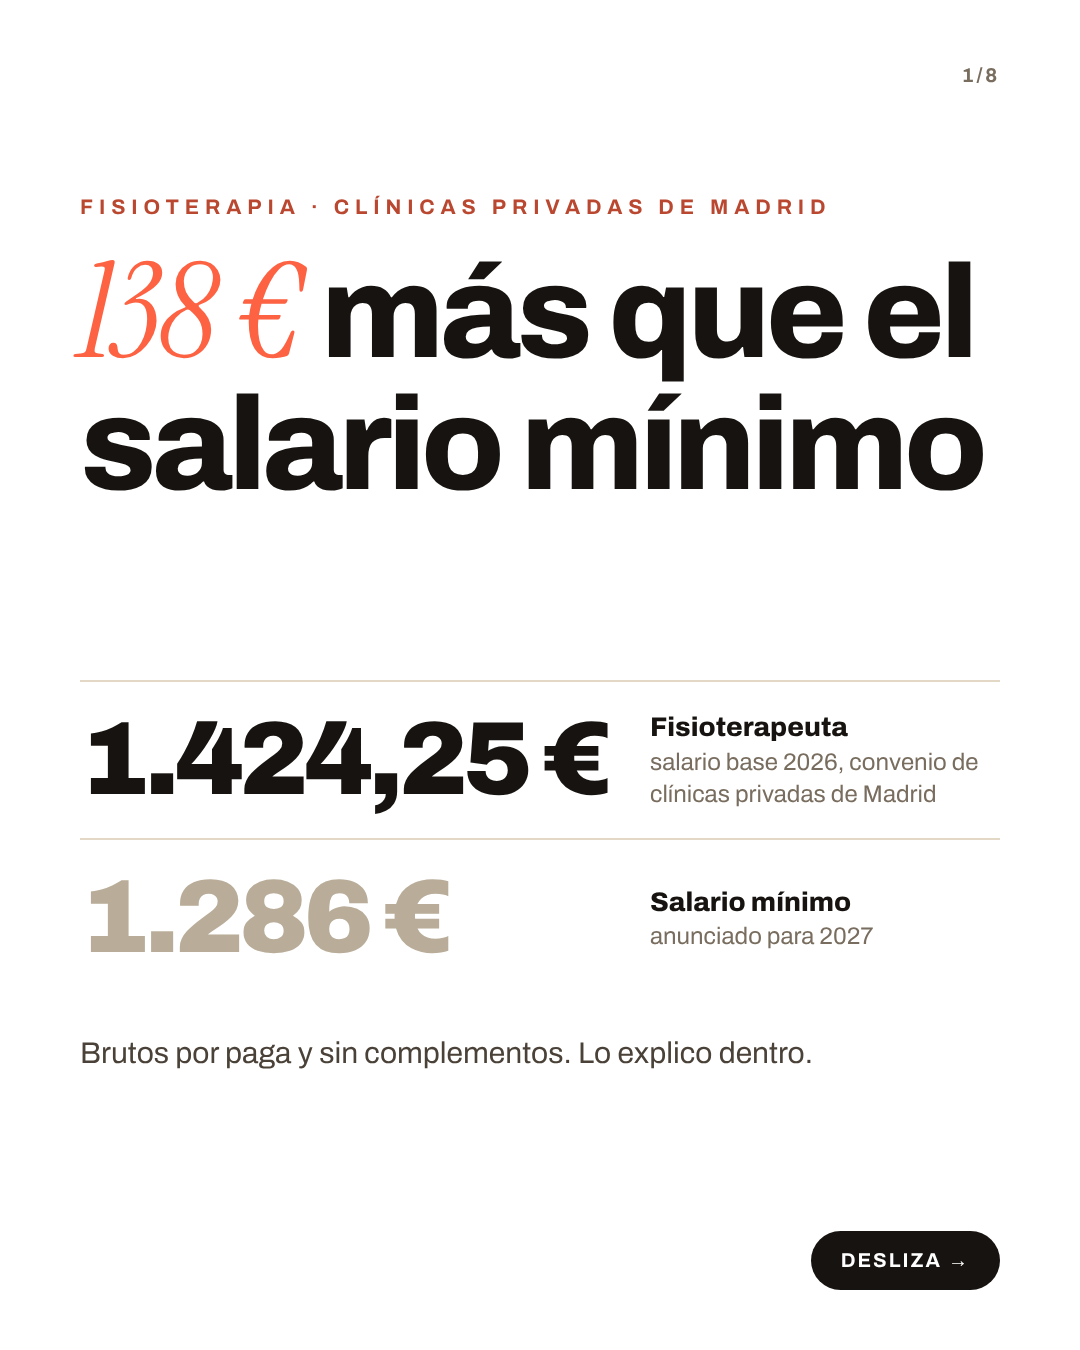 1/8
FISIOTERAPIA · CLÍNICAS PRIVADAS DE MADRID
138 € más que el
salario mínimo
1.424,25 €
Fisioterapeuta
salario base 2026, convenio de
clínicas privadas de Madrid
1.286 €
Salario mínimo
anunciado para 2027
Brutos por paga y sin complementos. Lo explico dentro.
DESLIZA →